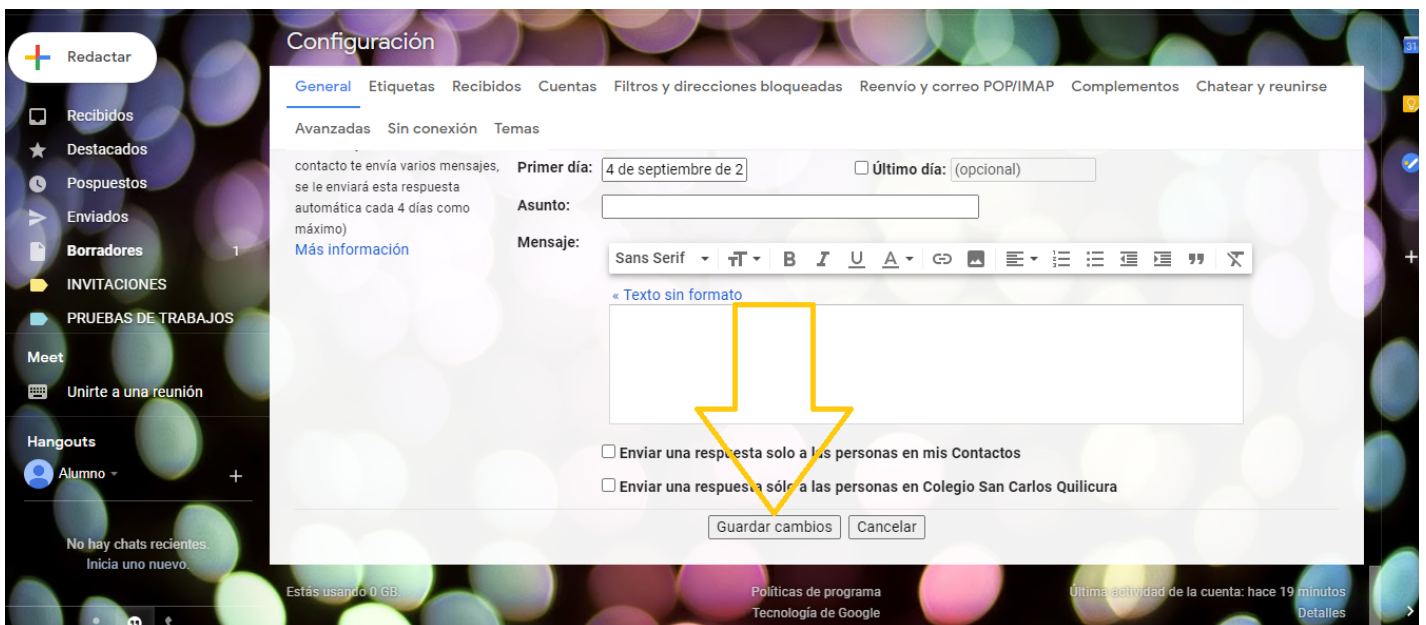 Redactar
Recibidos
Destacados
Pospuestos
Enviados
Borradores 1
INVITACIONES
PRUEBAS DE TRABAJOS
Meet
Unirte a una reunión
Hangouts
Alumno
No hay chats recientes.
Inicia uno nuevo.
Configuración
General Etiquetas Recibidos Cuentas Filtros y direcciones bloqueadas Reenvío y correo POP/IMAP Complementos Chatear y reunirse
Avanzadas Sin conexión Temas
contacto te envía varios mensajes,
se le enviará esta respuesta
automática cada 4 días como
máximo)
Más información
Primer día: 4 de septiembre de 2 Último día: (opcional)
Asunto:
Mensaje:
Sans Serif
« Texto sin formato
Enviar una respuesta solo a las personas en mis Contactos
Enviar una respuesta sólo a las personas en Colegio San Carlos Quilicura
Guardar cambios Cancelar
Estás usando 0 GB.
Políticas de programa
Tecnología de Google
Última actividad de la cuenta: hace 19 minutos
Detalles
31